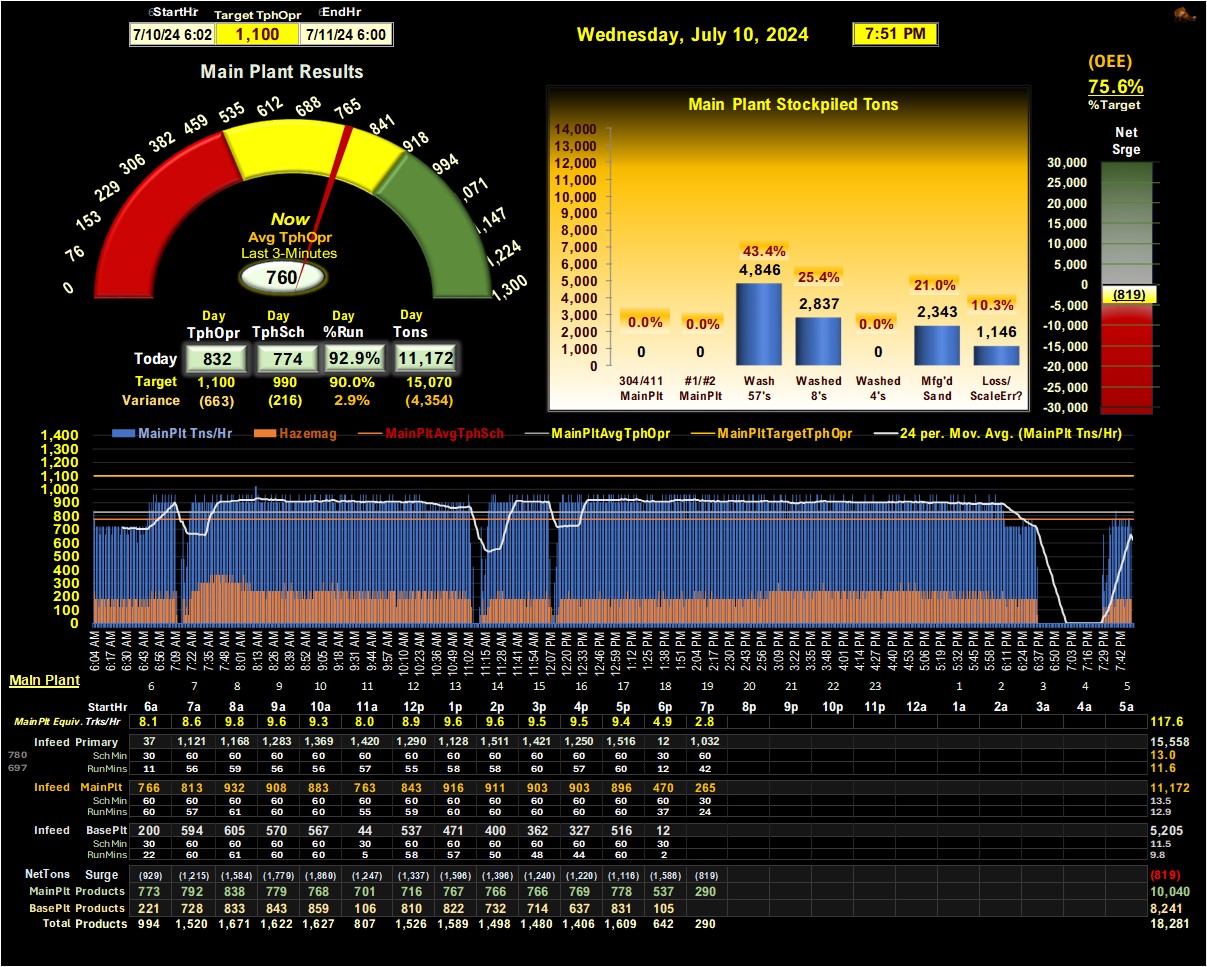 StartHr Target TphOpr EndHr
7/10/24 6:02 1,100 7/11/24 6:00
Wednesday, July 10, 2024 7:51 PM
(OEE)
75.6%
%Target
Main Plant Results
0 76 153 229 306 382 459 535 612 688 765 841 918 994 ,071 ,147 1,224 1,300
Now
Avg TphOpr
Last 3-Minutes
760
Day Day Day Day
TphOpr TphSch %Run Tons
Today 832 774 92.9% 11,172
Target 1,100 990 90.0% 15,070
Variance (663) (216) 2.9% (4,354)
Main Plant Stockpiled Tons
14,000
13,000
12,000
11,000
10,000
9,000
8,000
7,000
6,000
5,000
4,000
3,000
2,000
1,000
0
0.0% 0.0% 43.4% 25.4% 0.0% 21.0% 10.3%
0 0 4,846 2,837 0 2,343 1,146
304/411 #1/#2 Wash Washed Washed Mfg'd Loss/
MainPlt MainPlt 57's 8's 4's Sand ScaleErr?
Net
Srge
30,000
25,000
20,000
15,000
10,000
5,000
0
-5,000
-10,000
-15,000
-20,000
-25,000
-30,000
(819)
MainPlt Tns/Hr Hazemag MainPltAvgTphSch MainPltAvgTphOpr MainPltTargetTphOpr 24 per. Mov. Avg. (MainPlt Tns/Hr)
1,400
1,300
1,200
1,100
1,000
900
800
700
600
500
400
300
200
100
0
6:04 AM 6:17 AM 6:30 AM 6:43 AM 6:56 AM 7:09 AM 7:22 AM 7:35 AM 7:48 AM 8:01 AM 8:13 AM 8:26 AM 8:39 AM 8:52 AM 9:05 AM 9:18 AM 9:31 AM 9:44 AM 9:57 AM 10:10 AM 10:23 AM 10:36 AM 10:49 AM 11:02 AM 11:15 AM 11:28 AM 11:41 AM 11:54 AM 12:07 PM 12:20 PM 12:33 PM 12:46 PM 12:59 PM 1:12 PM 1:25 PM 1:38 PM 1:51 PM 2:04 PM 2:17 PM 2:30 PM 2:43 PM 2:56 PM 3:09 PM 3:22 PM 3:35 PM 3:48 PM 4:01 PM 4:14 PM 4:27 PM 4:40 PM 4:53 PM 5:06 PM 5:19 PM 5:32 PM 5:45 PM 5:58 PM 6:11 PM 6:24 PM 6:37 PM 6:50 PM 7:03 PM 7:16 PM 7:29 PM 7:42 PM
Main Plant
6 7 8 9 10 11 12 13 14 15 16 17 18 19 20 21 22 23 1 2 3 4 5
StartHr 6a 7a 8a 9a 10a 11a 12p 1p 2p 3p 4p 5p 6p 7p 8p 9p 10p 11p 12a 1a 2a 3a 4a 5a
MainPlt Equiv. Trks/Hr 8.1 8.6 9.8 9.6 9.3 8.0 8.9 9.6 9.6 9.5 9.5 9.4 4.9 2.8 117.6
Infeed Primary 37 1,121 1,168 1,283 1,369 1,420 1,290 1,128 1,511 1,421 1,250 1,516 12 1,032 15,558
780 SchMin 30 60 60 60 60 60 60 60 60 60 60 60 30 60 13.0
697 RunMins 11 56 59 56 56 57 55 58 58 60 57 60 12 42 11.6
Infeed MainPlt 766 813 932 908 883 763 843 916 911 903 903 896 470 265 11,172
SchMin 60 60 60 60 60 60 60 60 60 60 60 60 60 30 13.5
RunMins 60 57 61 60 60 55 59 60 60 60 60 60 37 24 12.9
Infeed BasePlt 200 594 605 570 567 44 537 471 400 362 327 516 12 5,205
SchMin 30 60 60 60 60 30 60 60 60 60 60 60 30 11.5
RunMins 22 60 61 60 60 5 58 57 50 48 44 60 2 9.8
NetTons Surge (929) (1,215) (1,584) (1,779) (1,860) (1,247) (1,337) (1,596) (1,396) (1,240) (1,220) (1,116) (1,586) (819) (819)
MainPlt Products 773 792 838 779 768 701 716 767 766 766 769 778 537 290 10,040
BasePlt Products 221 728 833 843 859 106 810 822 732 714 637 831 105 8,241
Total Products 994 1,520 1,671 1,622 1,627 807 1,526 1,589 1,498 1,480 1,406 1,609 642 290 18,281